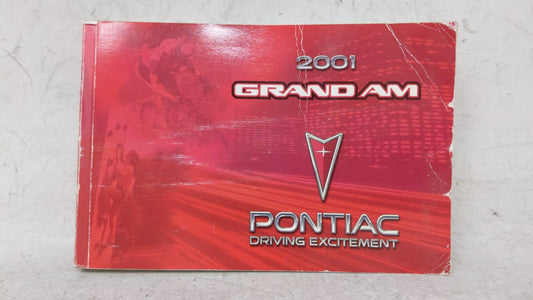 2001
GRAND AM
PONTIAC
DRIVING EXCITEMENT